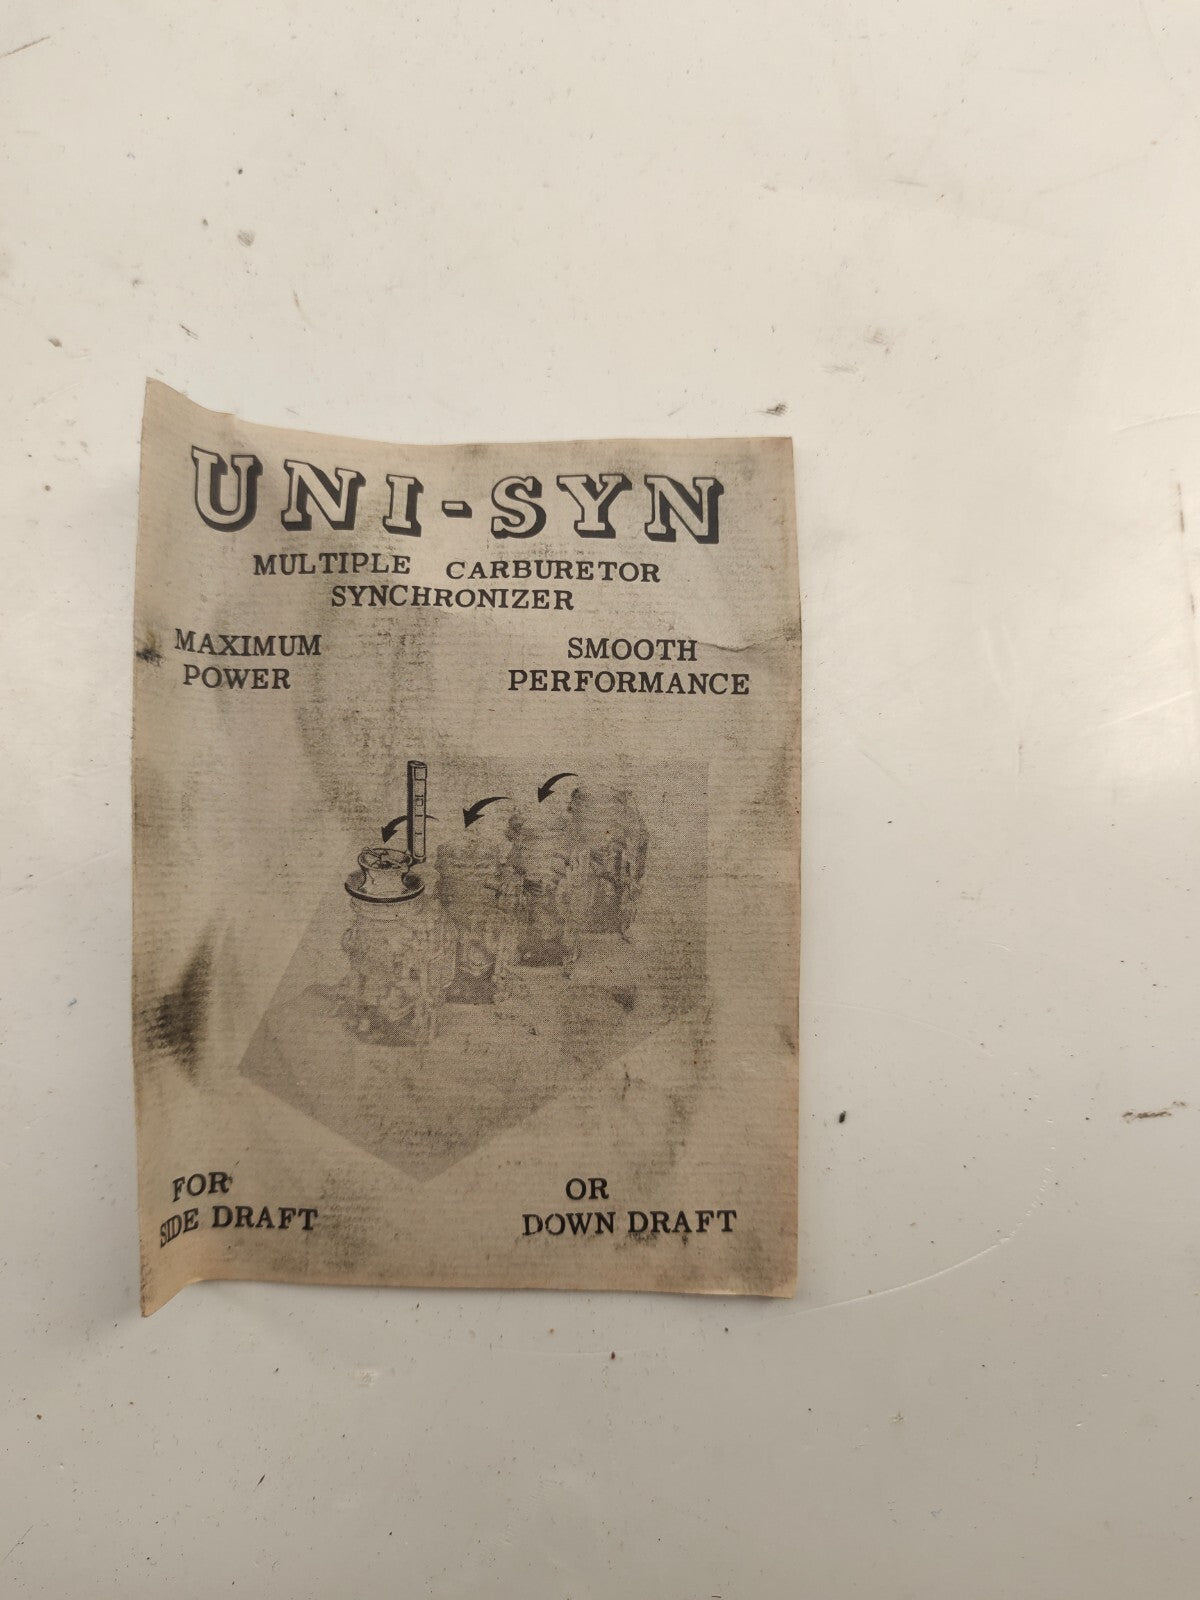 UNI-SYN
MULTIPLE CARBURETOR
SYNCHRONIZER
MAXIMUM
POWER
SMOOTH
PERFORMANCE
FOR
SIDE DRAFT
OR
DOWN DRAFT